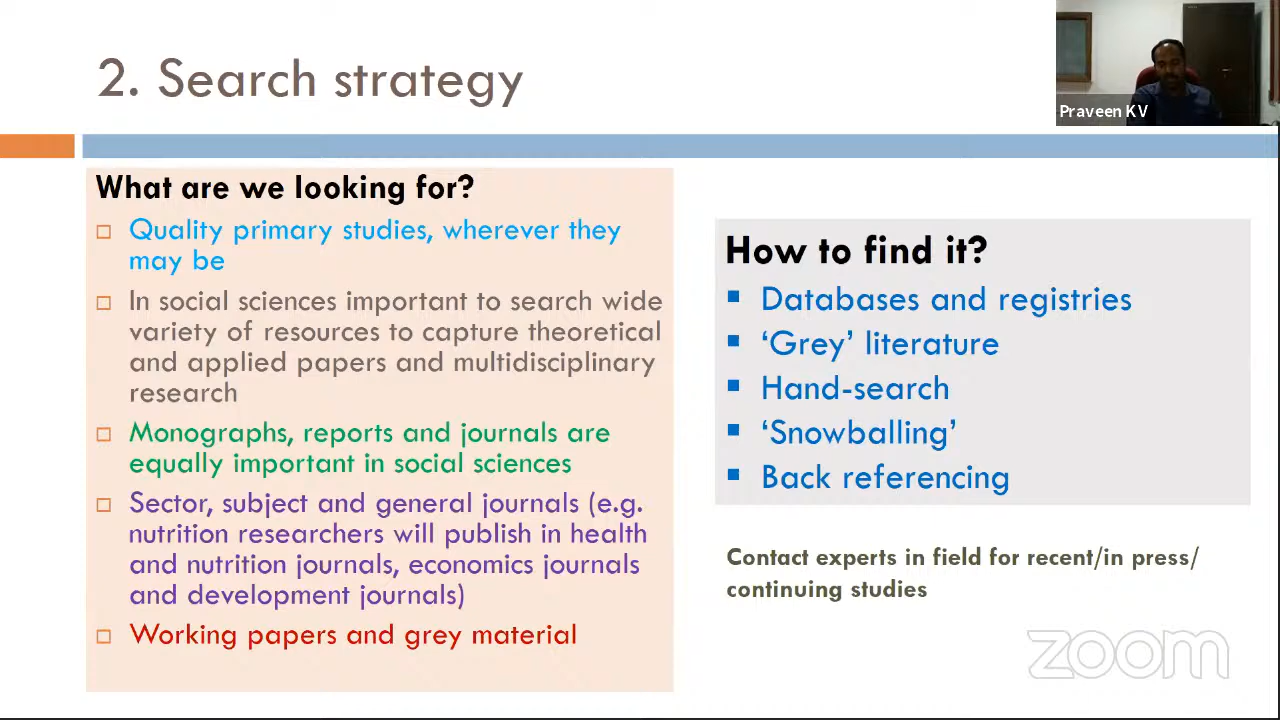 2. Search strategy
Praveen KV
What are we looking for?
Quality primary studies, wherever they
may be
In social sciences important to search wide
variety of resources to capture theoretical
and applied papers and multidisciplinary
research
Monographs, reports and journals are
equally important in social sciences
Sector, subject and general journals (e.g.
nutrition researchers will publish in health
and nutrition journals, economics journals
and development journals)
Working papers and grey material
How to find it?
Databases and registries
‘Grey’ literature
Hand-search
‘Snowballing’
Back referencing
Contact experts in field for recent/in press/
continuing studies
zoom